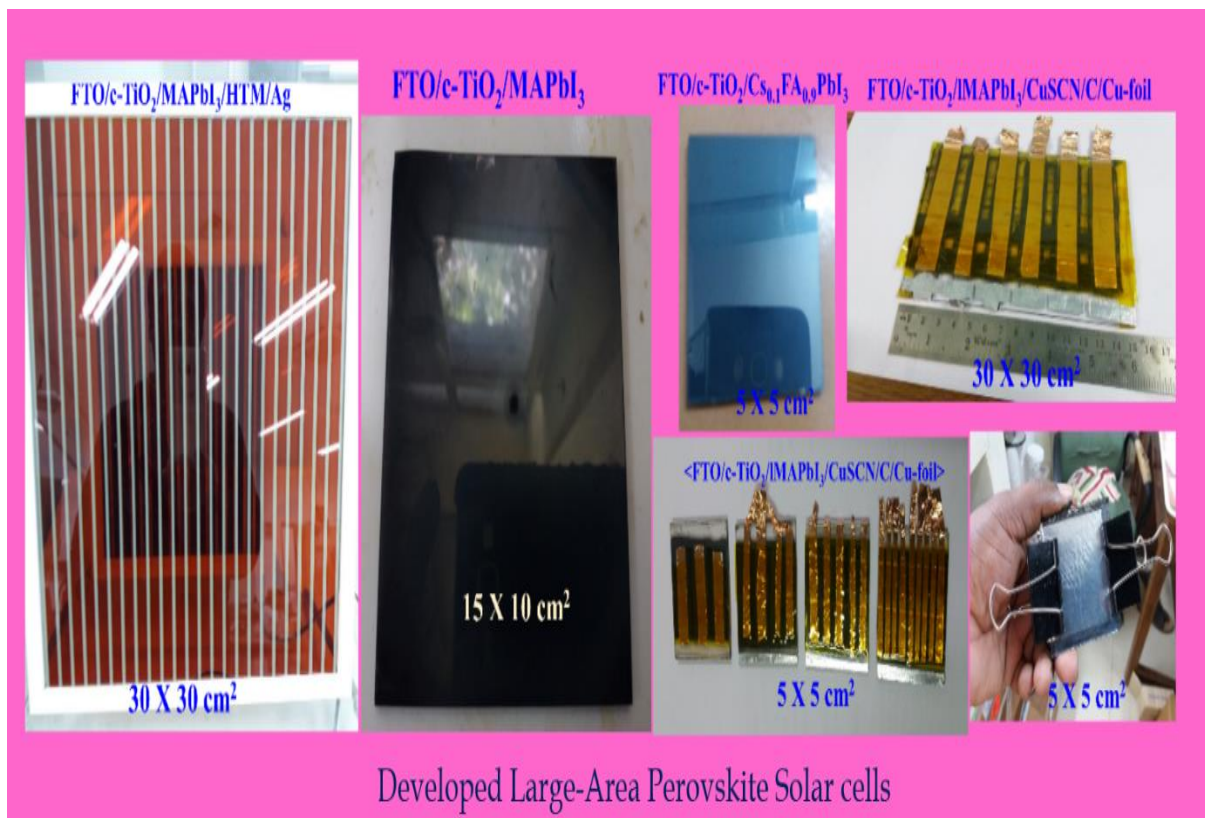 FTO/c-TiO₂/MAPbI₃/HTM/Ag
30 X 30 cm²
FTO/c-TiO₂/MAPbI₃
15 X 10 cm²
FTO/c-TiO₂/Cs₀.₁FA₀.₉PbI₃
5 X 5 cm²
FTO/c-TiO₂/lMAPbI₃/CuSCN/C/Cu-foil
30 X 30 cm²
<FTO/c-TiO₂/lMAPbI₃/CuSCN/C/Cu-foil>
5 X 5 cm²
5 X 5 cm²
Developed Large-Area Perovskite Solar cells